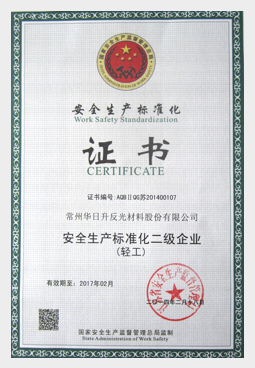 安全生产标准化
Work Safety Standardization
证书
CERTIFICATE
证书编号：AQBⅡQG苏201400107
常州华日升反光材料股份有限公司
安全生产标准化二级企业
(轻工)
有效期至：2017年02月
二〇一四年二月十八日
国家安全生产监督管理总局监制
State Administration of Work Safety